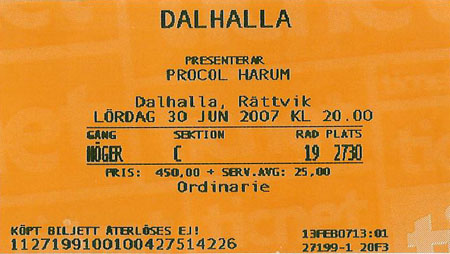 DALHALLA
PRESENTERAR
PROCOL HARUM
Dalhalla, Rättvik
LÖRDAG 30 JUN 2007 KL 20.00
GÅNG SEKTION RAD PLATS
HÖGER C 19 2730
PRIS: 450,00 + SERV.AVG: 25,00
Ordinarie
KÖPT BILJETT ÅTERLÖSES EJ! 13FEB0713:01
1127199100100427514226 27199-1 20F3